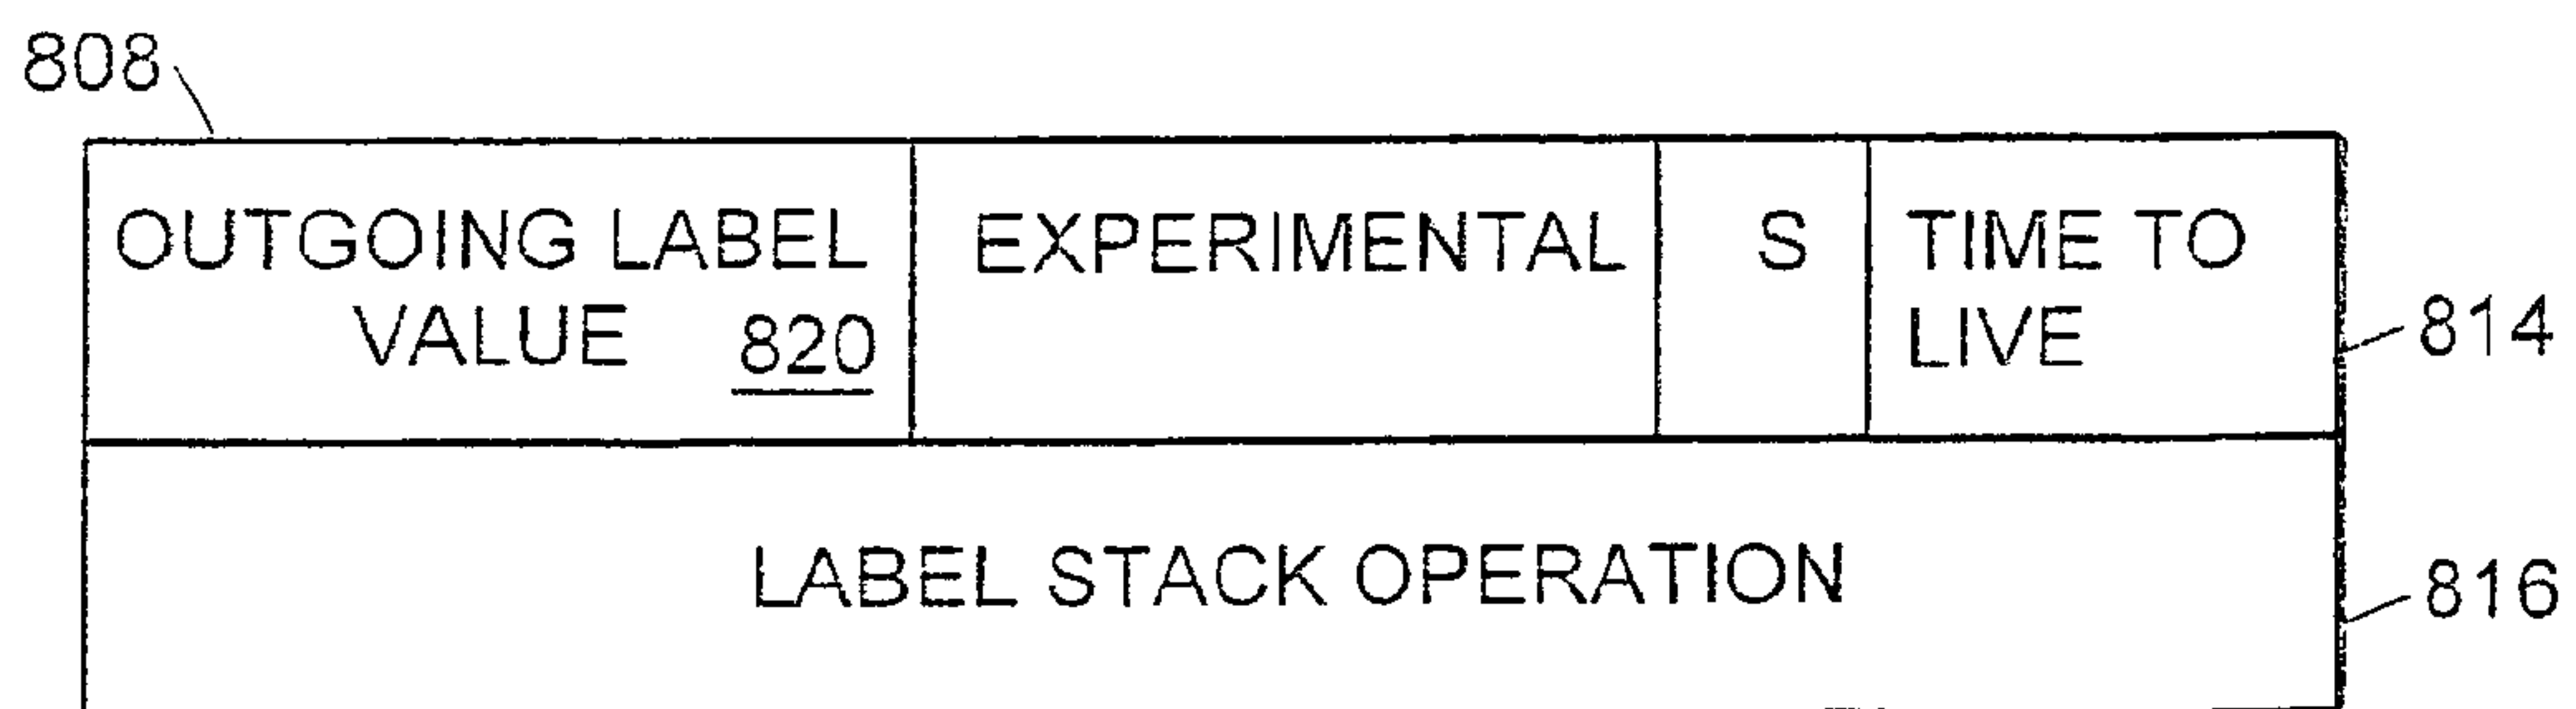 808
OUTGOING LABEL VALUE 820
EXPERIMENTAL
S
TIME TO LIVE
814
LABEL STACK OPERATION
816